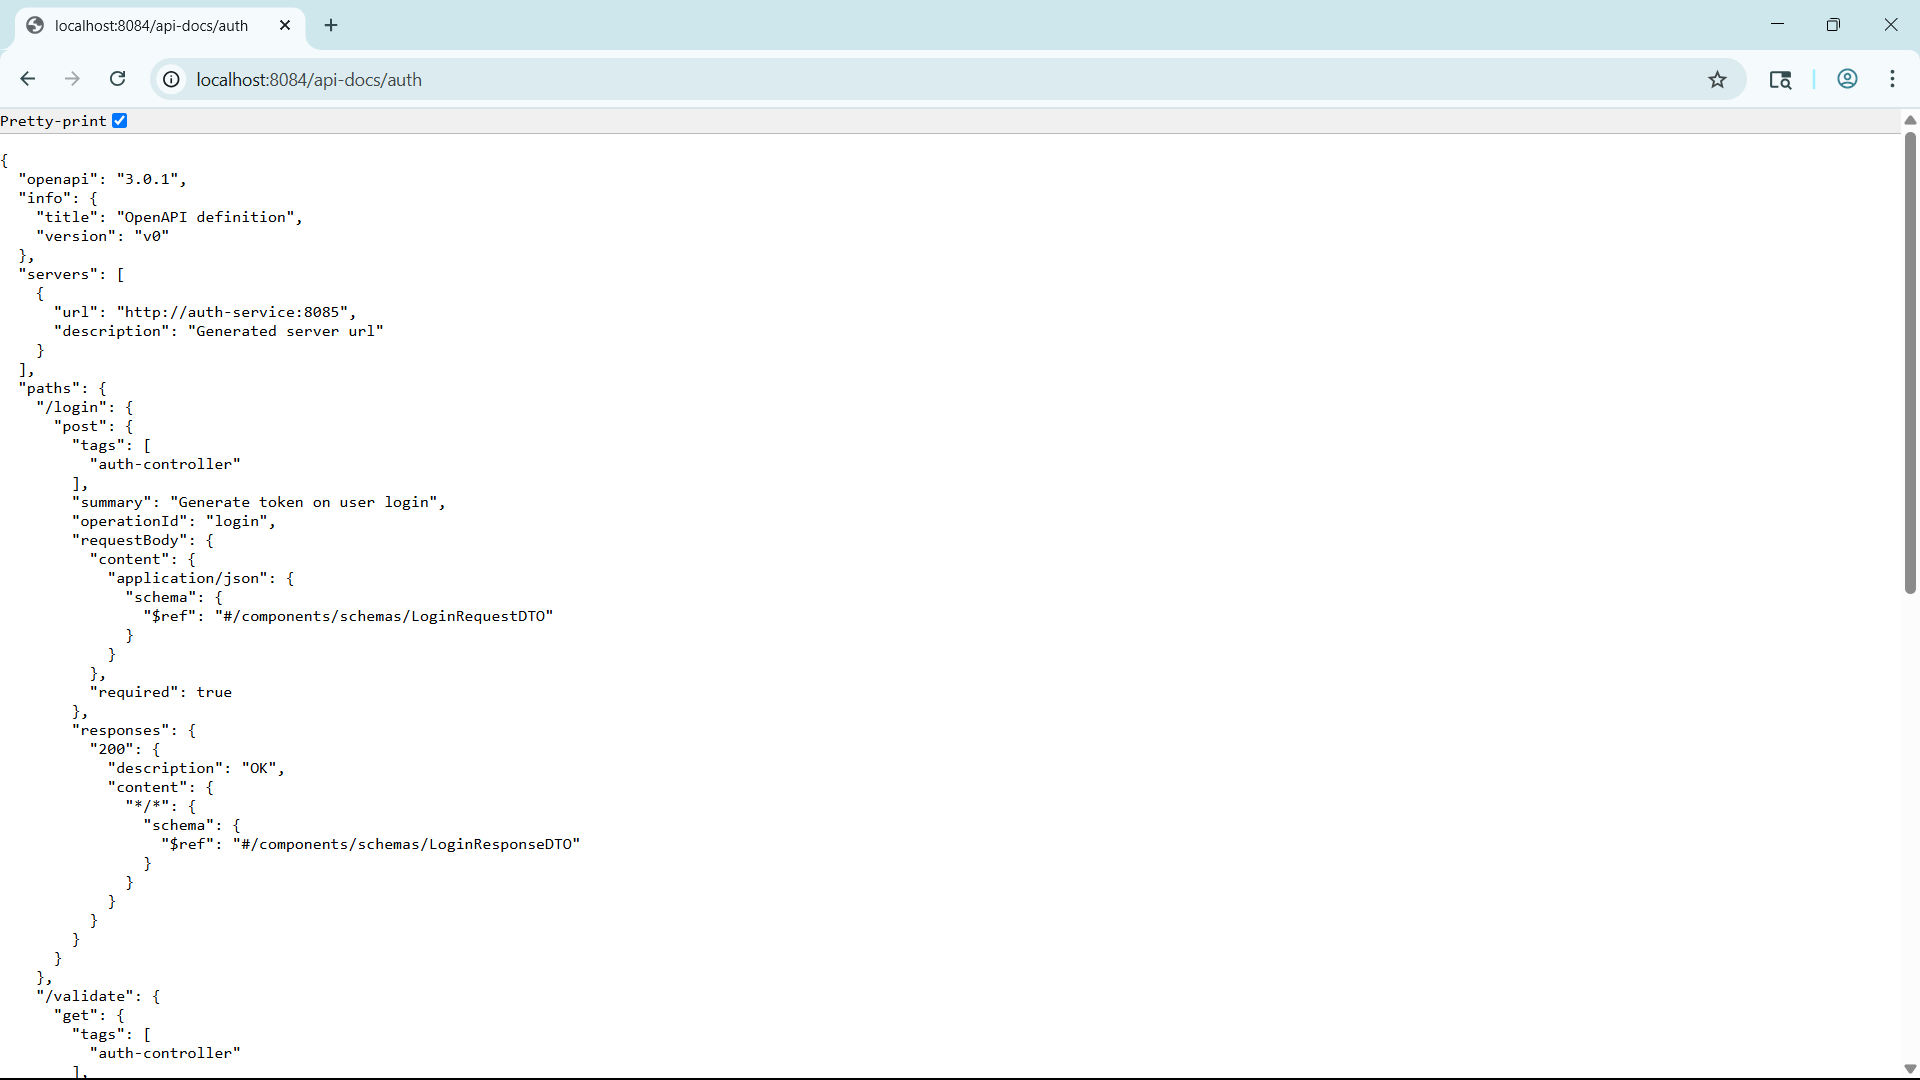 localhost:8084/api-docs/auth
localhost:8084/api-docs/auth
Pretty-print
{
  "openapi": "3.0.1",
  "info": {
    "title": "OpenAPI definition",
    "version": "v0"
  },
  "servers": [
    {
      "url": "http://auth-service:8085",
      "description": "Generated server url"
    }
  ],
  "paths": {
    "/login": {
      "post": {
        "tags": [
          "auth-controller"
        ],
        "summary": "Generate token on user login",
        "operationId": "login",
        "requestBody": {
          "content": {
            "application/json": {
              "schema": {
                "$ref": "#/components/schemas/LoginRequestDTO"
              }
            }
          },
          "required": true
        },
        "responses": {
          "200": {
            "description": "OK",
            "content": {
              "*/*": {
                "schema": {
                  "$ref": "#/components/schemas/LoginResponseDTO"
                }
              }
            }
          }
        }
      }
    },
    "/validate": {
      "get": {
        "tags": [
          "auth-controller"
        ],